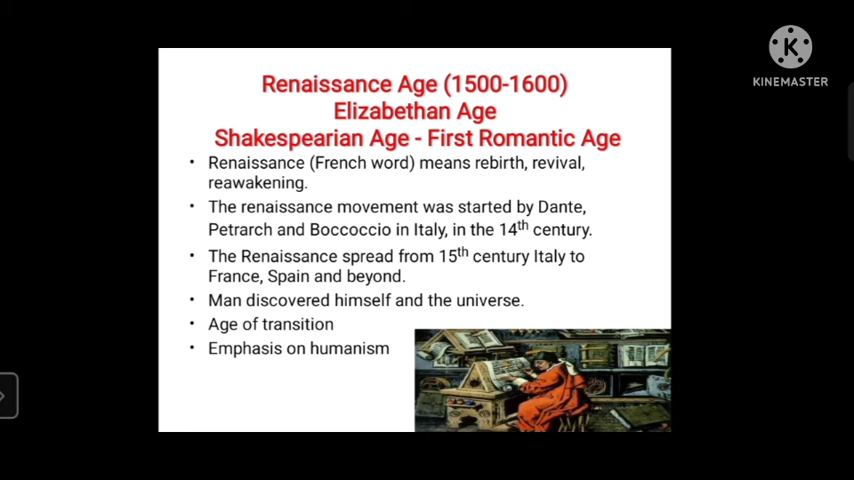 KINEMASTER
Renaissance Age (1500-1600)
Elizabethan Age
Shakespearian Age - First Romantic Age
• Renaissance (French word) means rebirth, revival,
reawakening.
• The renaissance movement was started by Dante,
Petrarch and Boccoccio in Italy, in the 14th century.
• The Renaissance spread from 15th century Italy to
France, Spain and beyond.
• Man discovered himself and the universe.
• Age of transition
• Emphasis on humanism